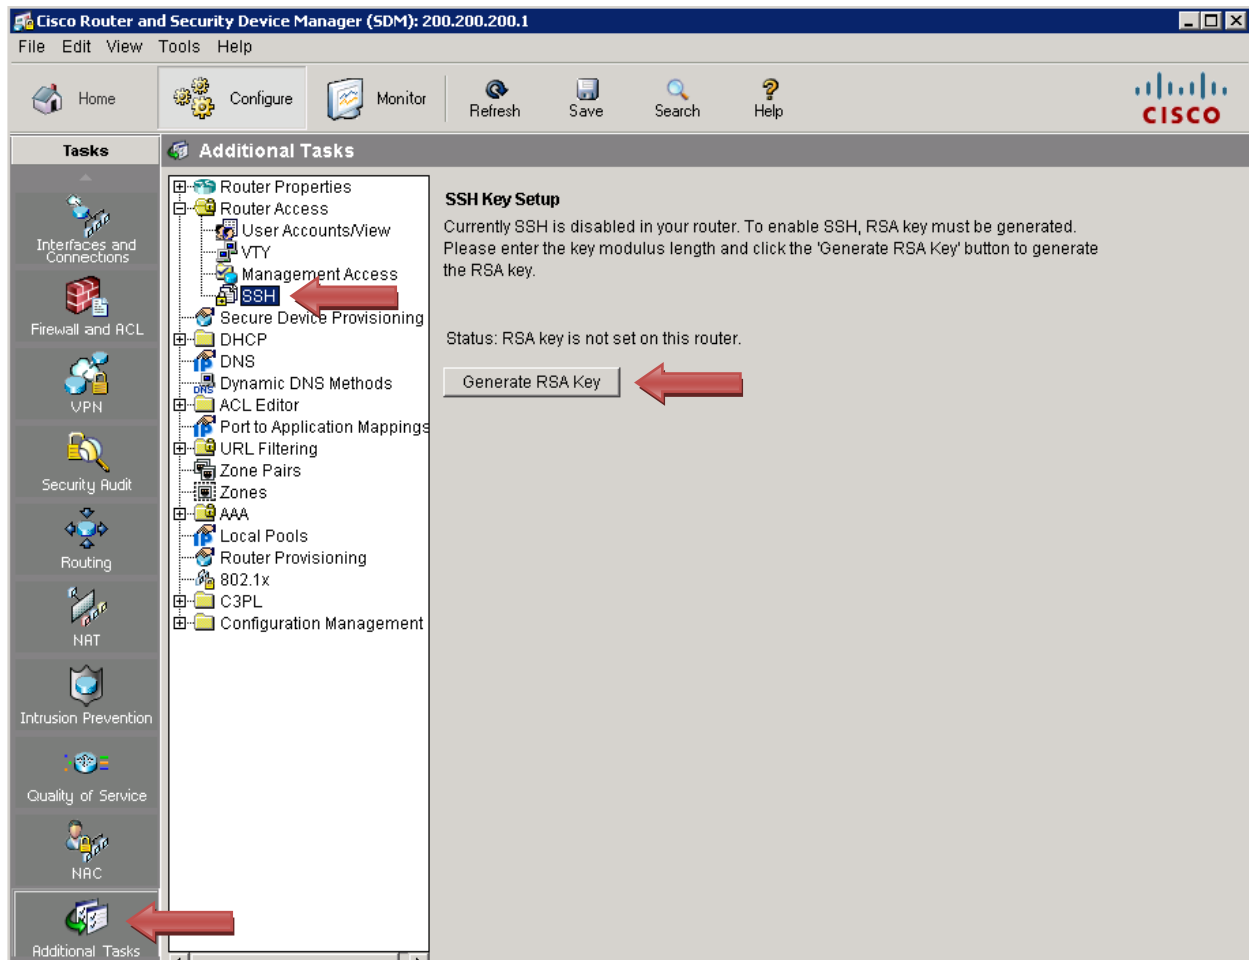 Cisco Router and Security Device Manager (SDM): 200.200.200.1
File Edit View Tools Help
Home Configure Monitor Refresh Save Search Help
CISCO
Tasks
Additional Tasks
Interfaces and
Connections
Firewall and ACL
VPN
Security Audit
Routing
NAT
Intrusion Prevention
Quality of Service
NAC
Additional Tasks
Router Properties
Router Access
User Accounts/View
VTY
Management Access
SSH
Secure Device Provisioning
DHCP
DNS
DNS
Dynamic DNS Methods
ACL Editor
Port to Application Mappings
URL Filtering
Zone Pairs
Zones
AAA
Local Pools
Router Provisioning
802.1x
C3PL
Configuration Management
SSH Key Setup
Currently SSH is disabled in your router. To enable SSH, RSA key must be generated.
Please enter the key modulus length and click the 'Generate RSA Key' button to generate
the RSA key.
Status: RSA key is not set on this router.
Generate RSA Key